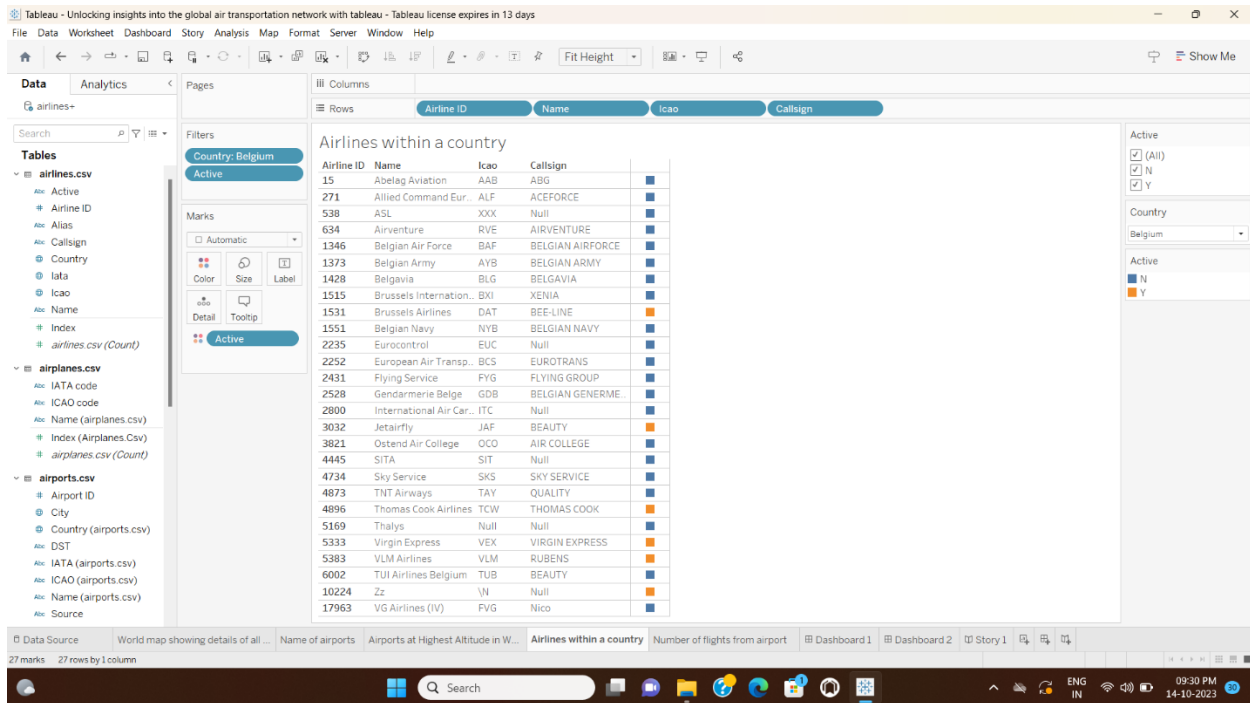 Tableau - Unlocking insights into the global air transportation network with tableau - Tableau license expires in 13 days
File Data Worksheet Dashboard Story Analysis Map Format Server Window Help
Fit Height
Show Me
Data Analytics
Pages
Columns
airlines+
Rows Airline ID Name Icao Callsign
Search
Tables
airlines.csv
Abc Active
# Airline ID
Abc Alias
Abc Callsign
Country
Iata
Icao
Abc Name
# Index
# airlines.csv (Count)
airplanes.csv
Abc IATA code
Abc ICAO code
Abc Name (airplanes.csv)
# Index (Airplanes.Csv)
# airplanes.csv (Count)
airports.csv
# Airport ID
City
Country (airports.csv)
Abc DST
Abc IATA (airports.csv)
Abc ICAO (airports.csv)
Abc Name (airports.csv)
Abc Source
Filters
Country: Belgium
Active
Marks
Automatic
Color Size Label
Detail Tooltip
Active
Airlines within a country
Airline ID Name Icao Callsign
15 Abelag Aviation AAB ABG
271 Allied Command Eur.. ALF ACEFORCE
538 ASL XXX Null
634 Airventure RVE AIRVENTURE
1346 Belgian Air Force BAF BELGIAN AIRFORCE
1373 Belgian Army AYB BELGIAN ARMY
1428 Belgavia BLG BELGAVIA
1515 Brussels Internation.. BXI XENIA
1531 Brussels Airlines DAT BEE-LINE
1551 Belgian Navy NYB BELGIAN NAVY
2235 Eurocontrol EUC Null
2252 European Air Transp.. BCS EUROTRANS
2431 Flying Service FYG FLYING GROUP
2528 Gendarmerie Belge GDB BELGIAN GENERME..
2800 International Air Car.. ITC Null
3032 Jetairfly JAF BEAUTY
3821 Ostend Air College OCO AIR COLLEGE
4445 SITA SIT Null
4734 Sky Service SKS SKY SERVICE
4873 TNT Airways TAY QUALITY
4896 Thomas Cook Airlines TCW THOMAS COOK
5169 Thalys Null Null
5333 Virgin Express VEX VIRGIN EXPRESS
5383 VLM Airlines VLM RUBENS
6002 TUI Airlines Belgium TUB BEAUTY
10224 Zz \N Null
17963 VG Airlines (IV) FVG Nico
Active
(All)
N
Y
Country
Belgium
Active
N
Y
Data Source World map showing details of all ... Name of airports Airports at Highest Altitude in W... Airlines within a country Number of flights from airport Dashboard 1 Dashboard 2 Story 1
27 marks 27 rows by 1 column
Search
ENG
IN
09:30 PM
14-10-2023
30